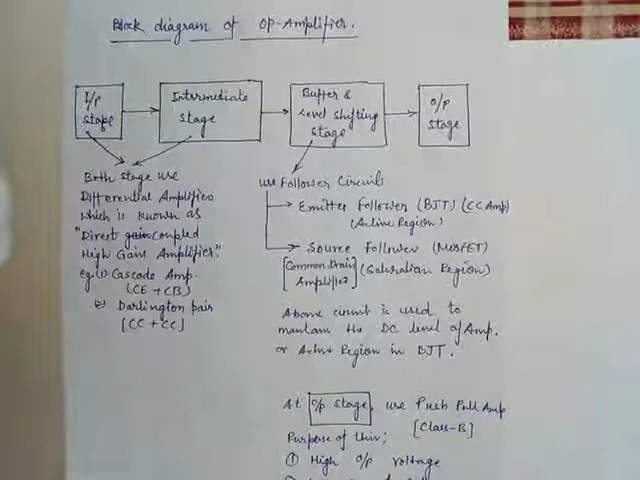 Block diagram of OP-Amplifier.
I/p
stage
Intermediate
stage
Buffer &
Level shifting
stage
O/p
stage
Both stage use
Differential Amplifier
which is known as
"Direct gain coupled
High Gain Amplifier".
eg. (1) Cascade Amp.
(CE + CB)
(2) Darlington pair
[CC + CC]
use Follower Circuits
Emitter Follower (BJT) (CC Amp)
(Active Region)
Source Follower (MOSFET)
[Common Drain Amplifier] (Saturation Region)
Above circuit is used to
maintain the DC level of Amp.
or Active Region in BJT.
At O/p stage, use Push Pull Amp
[Class-B]
Purpose of this;
① High O/p voltage